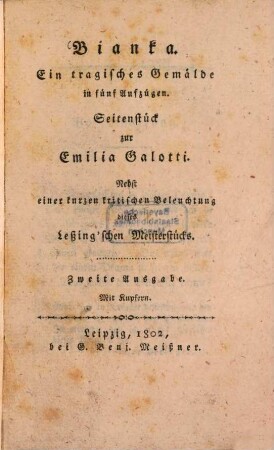 Bianka.
Ein tragisches Gemälde
in fünf Aufzügen.
Seitenstück
zur
Emilia Galotti.
Nebst
einer kurzen kritischen Beleuchtung
dieses
Leßing'schen Meisterstücks.
Zweite Ausgabe.
Mit Kupfern.
Leipzig, 1802,
bei G. Benj. Meißner.